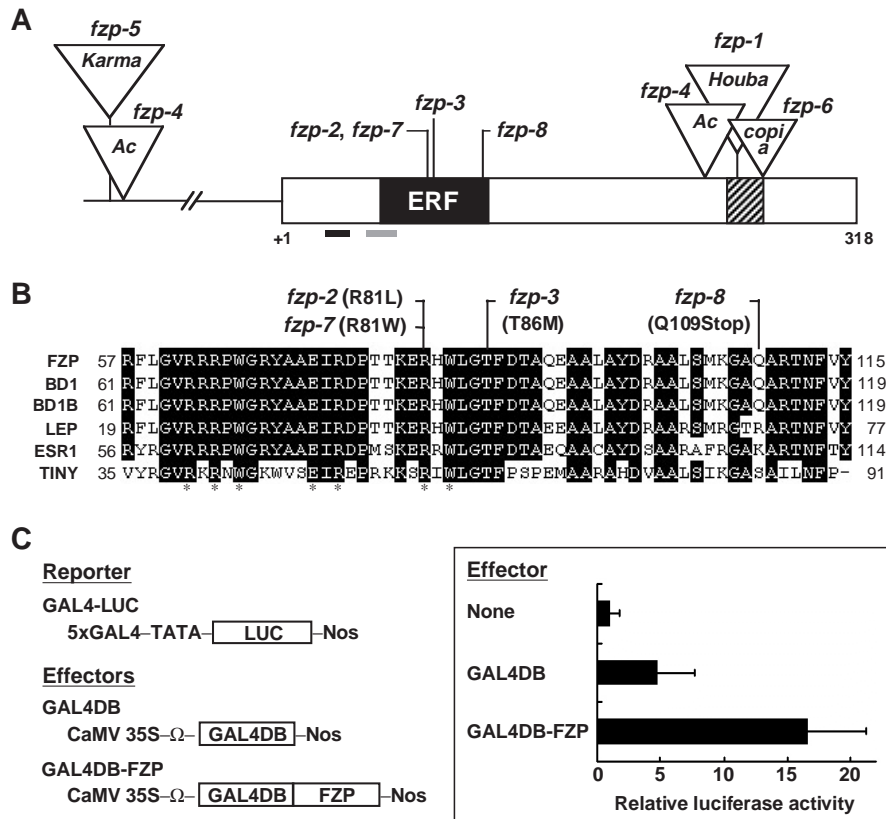 A
fzp-5
Karma
fzp-4
Ac
fzp-2, fzp-7
fzp-3
fzp-8
fzp-1
Houba
fzp-4
Ac
fzp-6
copi
a
ERF
+1
318
B
fzp-2 (R81L)
fzp-7 (R81W)
fzp-3
(T86M)
fzp-8
(Q109Stop)
FZP 57 RFLGVRRRPWGRYAAEIRDPTTKERHWLGTFDTAQEAALAYDRAALSMKGAQARTNFVY 115
BD1 61 RFLGVRRRPWGRYAAEIRDPTTKERHWLGTFDTAQEAALAYDRAALSMKGAQARTNFVY 119
BD1B 61 RFLGVRRRPWGRYAAEIRDPTTKERHWLGTFDTAQEAALAYDRAALSMKGAQARTNFVY 119
LEP 19 RFLGVRRRPWGRYAAEIRDPTTKERHWLGTFDTAEEAALAYDRAARSMRGTRARTNFVY 77
ESR1 56 RYRGVRRRPWGRYAAEIRDPMSKERRWLGTFDTAEQAACAYDSAARAFRGAKARTNFTY 114
TINY 35 VYRGVRKRNWGKWVSEIREPRKKSRIWLGTFPSPEMAARAHDVAALSIKGASAILNFP- 91
* * * * * * *
C
Reporter
GAL4-LUC
5xGAL4–TATA– LUC –Nos
Effectors
GAL4DB
CaMV 35S–Ω– GAL4DB –Nos
GAL4DB-FZP
CaMV 35S–Ω– GAL4DB FZP –Nos
Effector
None
GAL4DB
GAL4DB-FZP
0 5 10 15 20
Relative luciferase activity